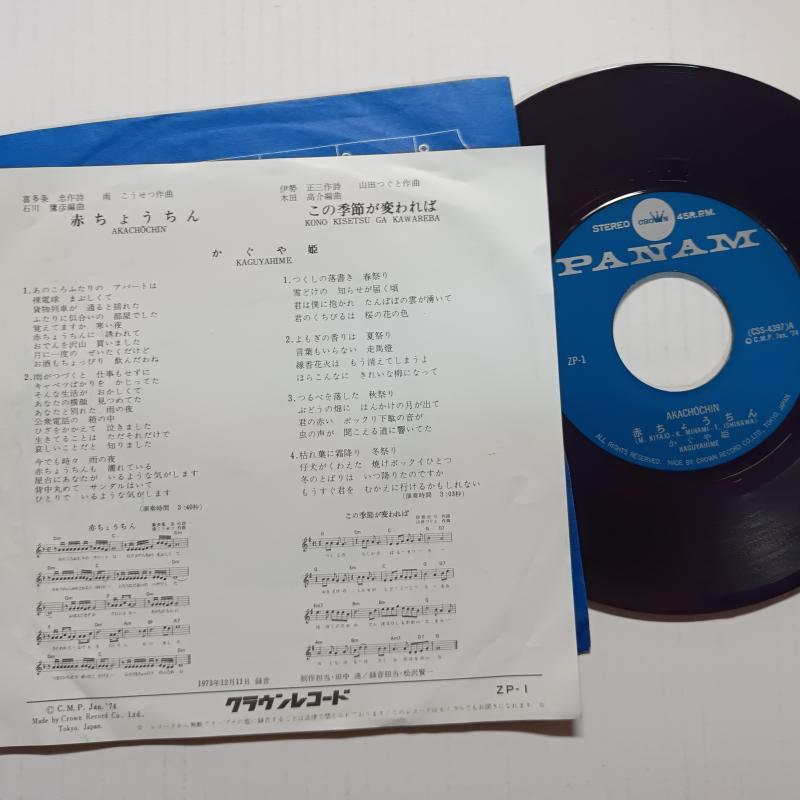 喜多条 忠作詩 南 こうせつ作曲
石川 鷹彦編曲
赤ちょうちん
AKACHŌCHIN
伊勢 正三作詩 山田つぐと作曲
木田 高介編曲
この季節が変われば
KONO KISETSU GA KAWAREBA
かぐや姫
KAGUYAHIME
1.あのころふたりの アパートは
裸電球 まぶしくて
貨物列車が 通ると揺れた
ふたりに似合いの 部屋でした
覚えてますか 寒い夜
赤ちょうちんに 誘われて
おでんを沢山 買いました
月に一度の ぜいたくだけど
お酒もちょっぴり 飲んだわね
2.雨がつづくと 仕事もせずに
キャベツばかりを かじってた
そんな生活が おかしくて
あなたの横顔 見つめてた
あなたと別れた 雨の夜
公衆電話の 箱の中
ひざをかかえて 泣きました
生きてることは ただそれだけで
哀しいことだと 知りました
今でも時々 雨の夜
赤ちょうちんも 濡れている
屋台にあなたが いるような気がします
背中丸めて サンダルはいて
ひとりで いるような気がします
(演奏時間 3:40秒)
1.つくしの落書き 春祭り
雪どけの 知らせが届く頃
君は僕に抱かれ たんぽぽの雲が湧いて
君のくちびるは 桜の花の色
2.よもぎの香りは 夏祭り
言葉もいらない 走馬燈
線香花火は もう消えてしまうよ
ほらこんなに きれいな柳になって
3.つるべを落した 秋祭り
ぶどうの畑に はんかけの月が出て
君の赤い ポックリ下駄の音が
虫の声が 聞こえる道に響いてた
4.枯れ葉に霜降り 冬祭り
仔犬がくわえた 焼けボックイひとつ
冬のとばりは いつ降りたのですか
もうすぐ君を むかえに行けるかもしれない
(演奏時間 3:03秒)
赤ちょうちん
この季節が変われば
1973年12月11日 録音
制作担当・田中 進/録音担当・松沢賢一
© C.M.P. Jan. '74
Made by Crown Record Co., Ltd.,
Tokyo, Japan.
クラウンレコード
ZP-1
STEREO
CROWN
45R.P.M.
PANAM
(CSS-4397)A
© C.M.P. Jan. '74
ZP-1
AKACHŌCHIN
赤ちょうちん
(M. KITAJO-K. MINAMI-T. ISHIKAWA)
かぐや姫
KAGUYAHIME
ALL RIGHTS RESERVED. MADE BY CROWN RECORD CO., LTD., TOKYO, JAPAN